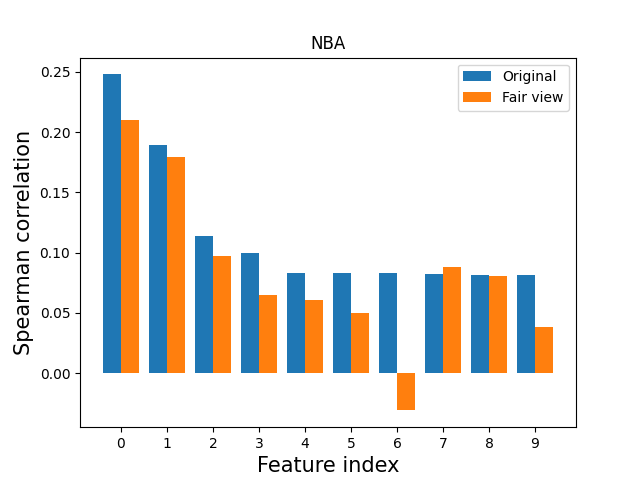 NBA
Original
Fair view
Spearman correlation
0.25
0.20
0.15
0.10
0.05
0.00
0 1 2 3 4 5 6 7 8 9
Feature index